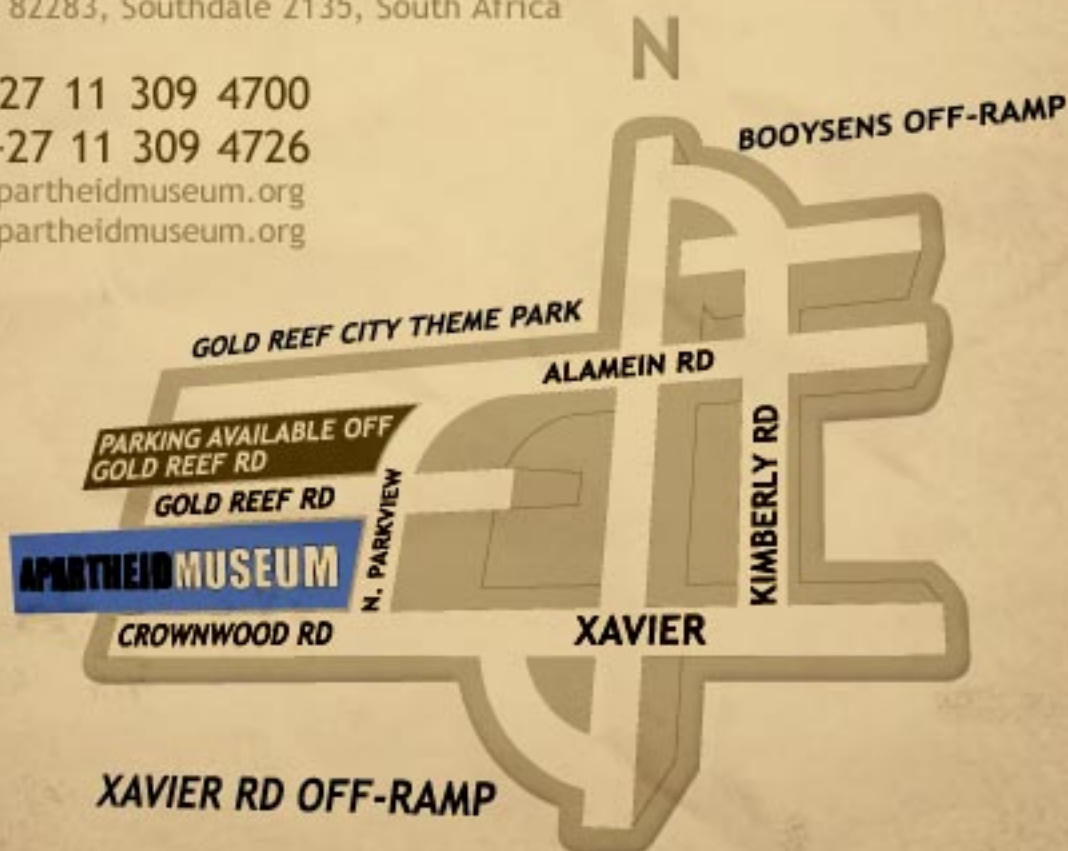 82283, Southdale 2135, South Africa
27 11 309 4700
-27 11 309 4726
partheidmuseum.org
partheidmuseum.org
N
BOOYSENS OFF-RAMP
GOLD REEF CITY THEME PARK
ALAMEIN RD
PARKING AVAILABLE OFF
GOLD REEF RD
GOLD REEF RD
N. PARKVIEW
KIMBERLY RD
APARTHEIDMUSEUM
CROWNWOOD RD
XAVIER
XAVIER RD OFF-RAMP